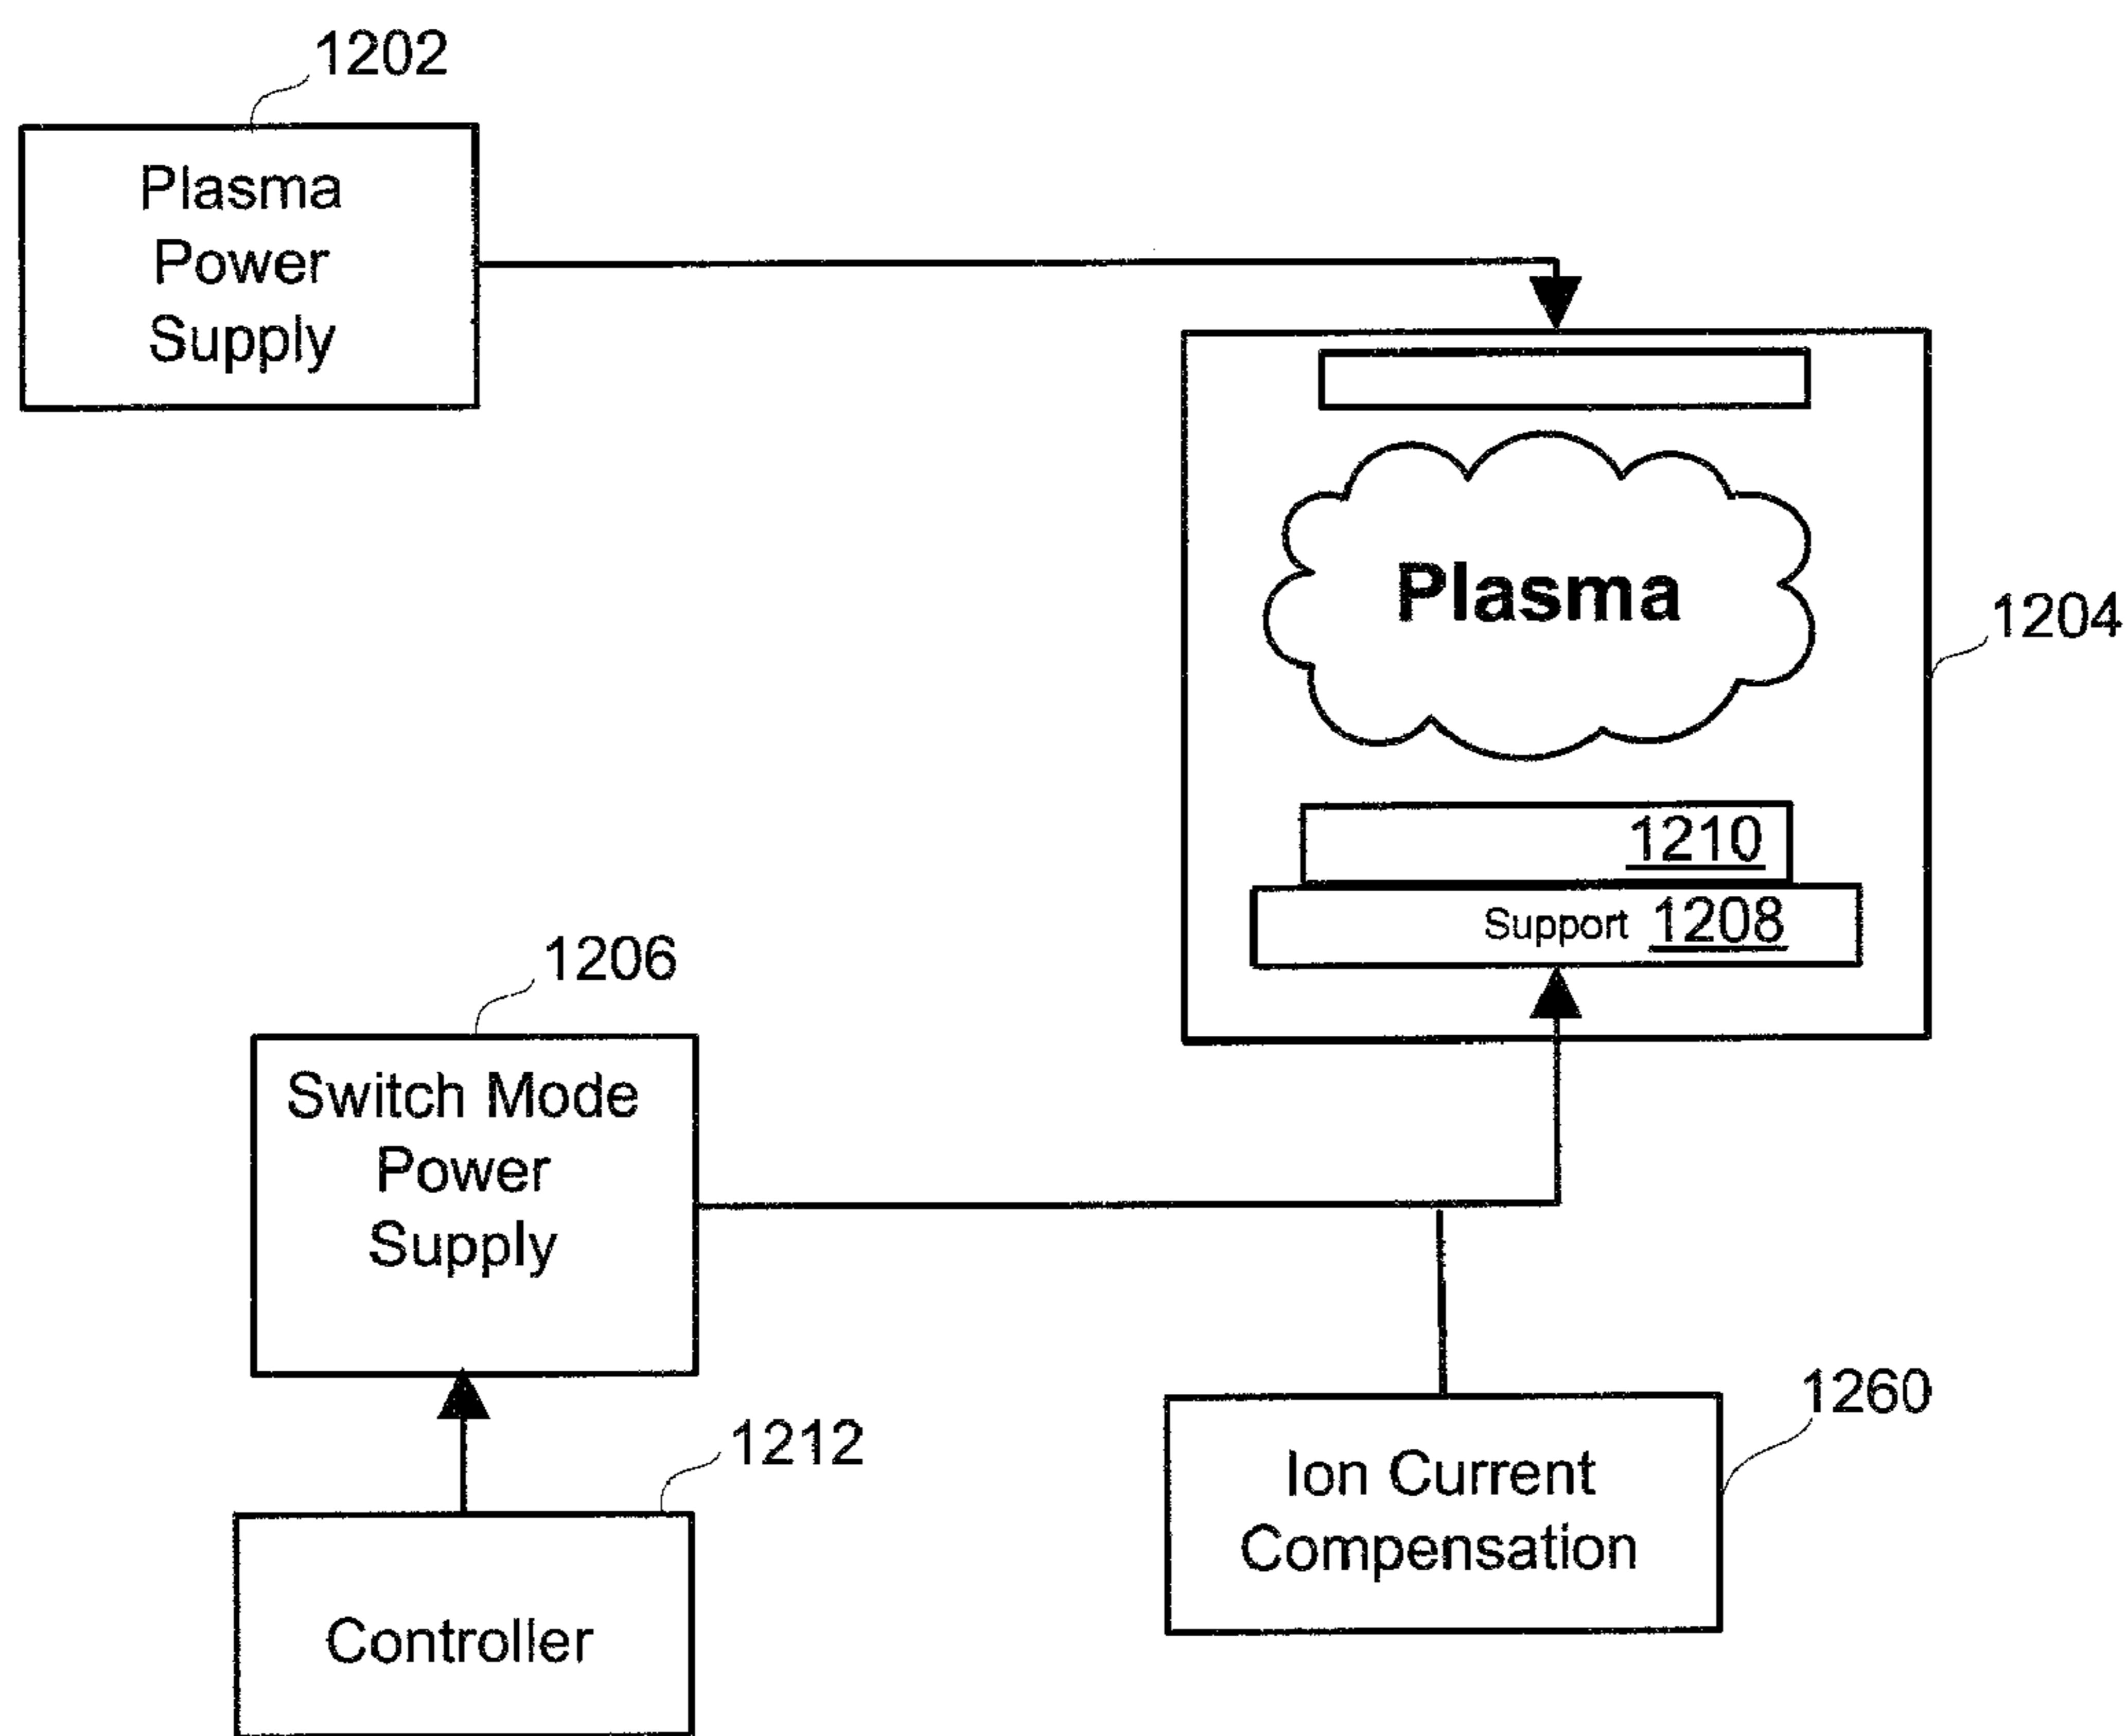 1202
Plasma
Power
Supply
Plasma
1204
1210
Support 1208
1206
Switch Mode
Power
Supply
1212
Controller
1260
Ion Current
Compensation